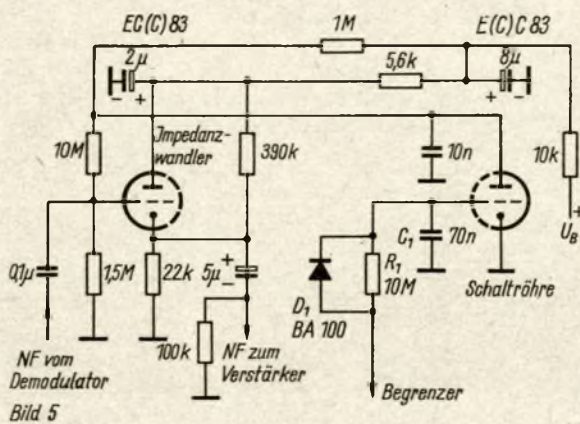 EC(C) 83
1M
E(C)C 83
2μ
5,6k
8μ
-
+
+
-
Impedanz-
wandler
10M
390k
10n
10k
+
U_B
C₁
70n
0,1μ
1,5M
22k
5μ
+
-
R₁
10M
D₁
BA 100
Schaltröhre
100k
NF vom
Demodulator
NF zum
Verstärker
Begrenzer
Bild 5